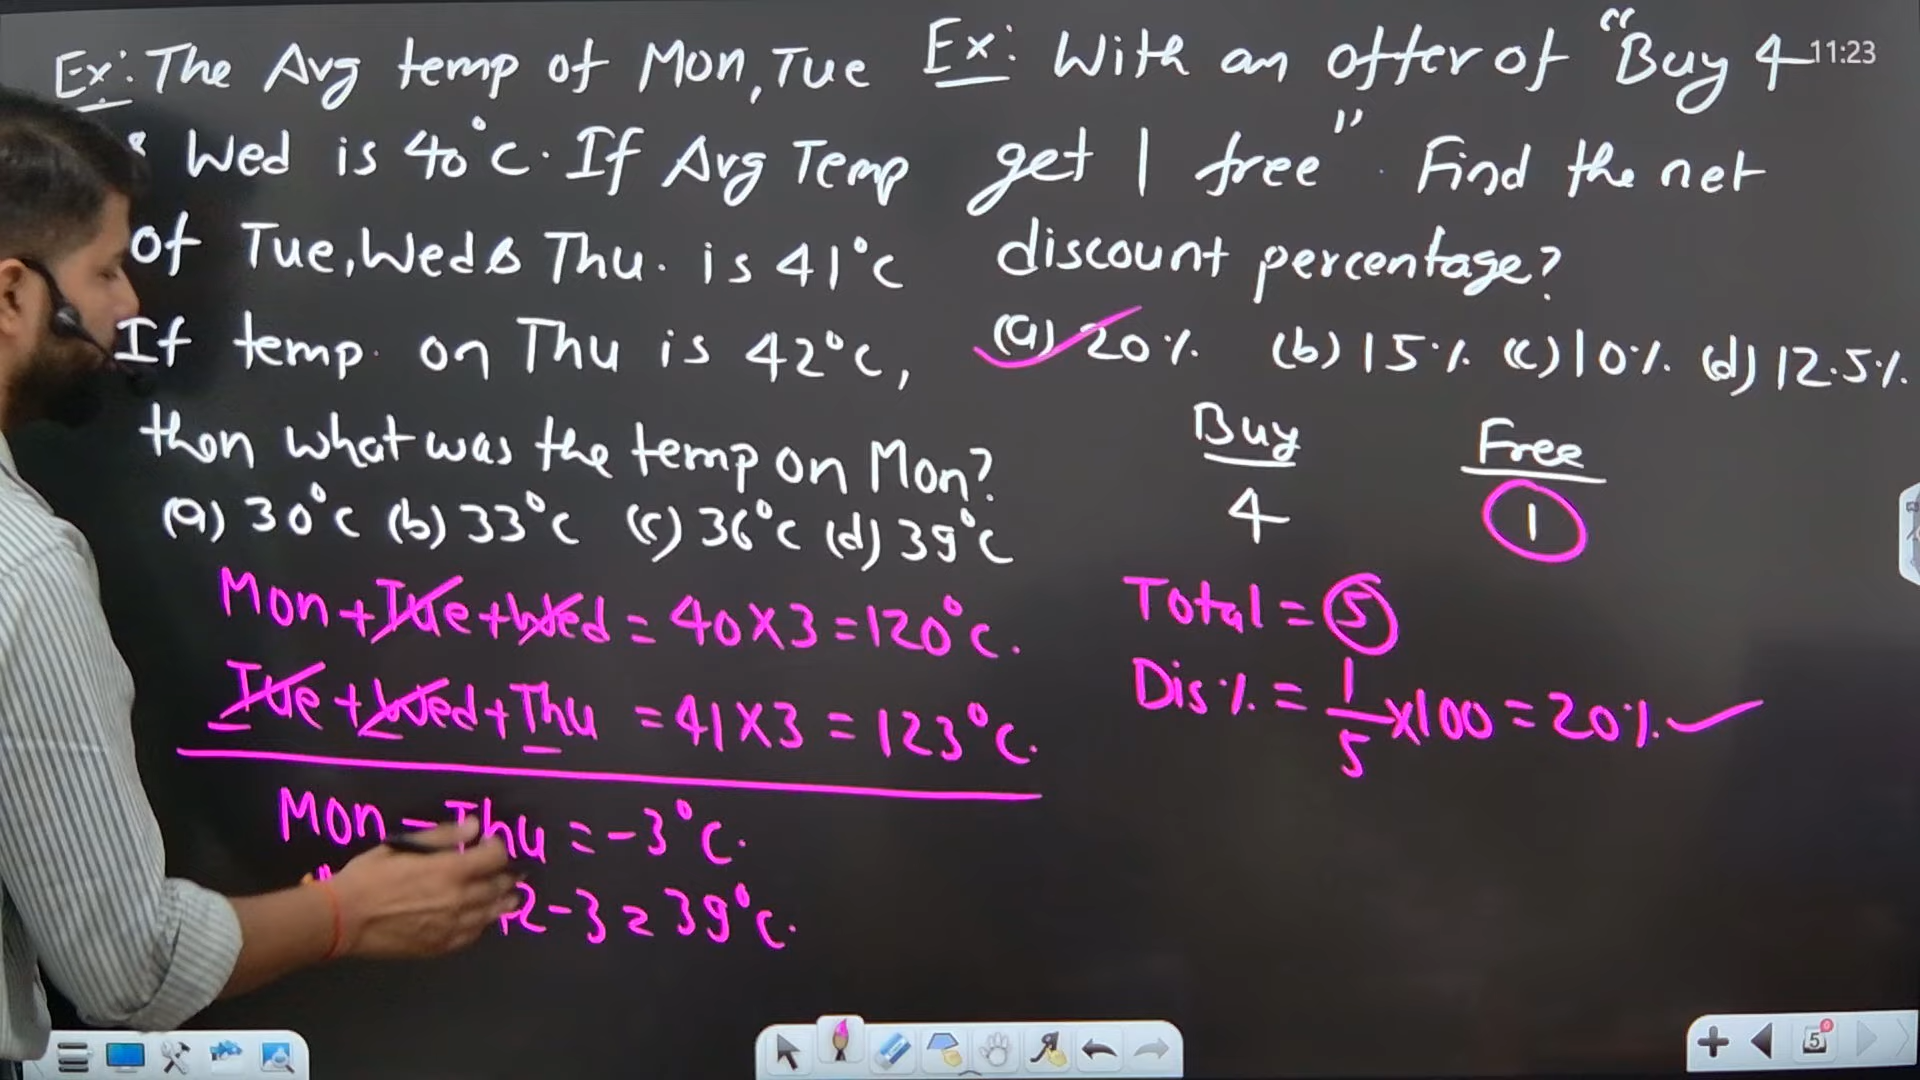 Ex: The Avg temp of Mon, Tue
& Wed is 40°C. If Avg Temp
of Tue, Wed & Thu. is 41°C
If temp. on Thu is 42°C,
then what was the temp on Mon?
(a) 30°C (b) 33°C (c) 36°C (d) 39°C
Mon + Tue + Wed = 40 x 3 = 120°C.
Tue + Wed + Thu = 41 x 3 = 123°C.
Mon - Thu = -3°C.
42 - 3 = 39°C.
Ex: With an offer of "Buy 4
get 1 free". Find the net
discount percentage?
(a) 20% (b) 15% (c) 10% (d) 12.5%
Buy Free
4 1
Total = 5
Dis% = 1/5 x 100 = 20%
11:23
5